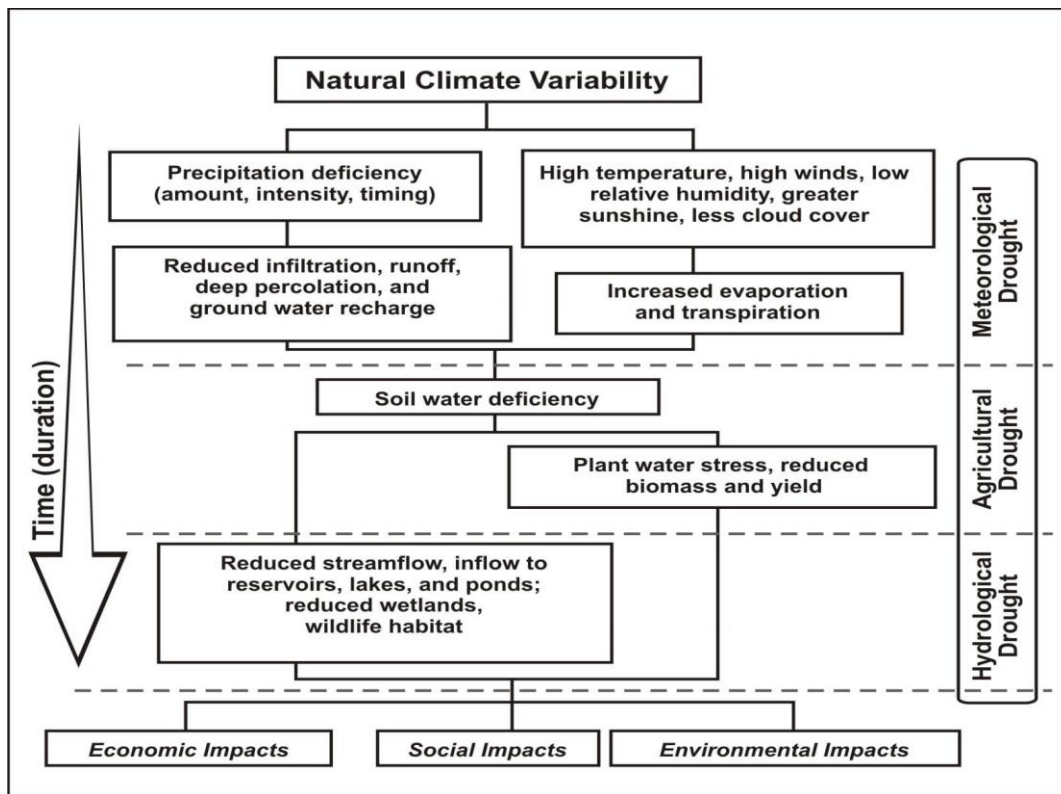 Natural Climate Variability
Precipitation deficiency
(amount, intensity, timing)
High temperature, high winds, low
relative humidity, greater
sunshine, less cloud cover
Reduced infiltration, runoff,
deep percolation, and
ground water recharge
Increased evaporation
and transpiration
Meteorological
Drought
Soil water deficiency
Plant water stress, reduced
biomass and yield
Agricultural
Drought
Time (duration)
Reduced streamflow, inflow to
reservoirs, lakes, and ponds;
reduced wetlands,
wildlife habitat
Hydrological
Drought
Economic Impacts
Social Impacts
Environmental Impacts